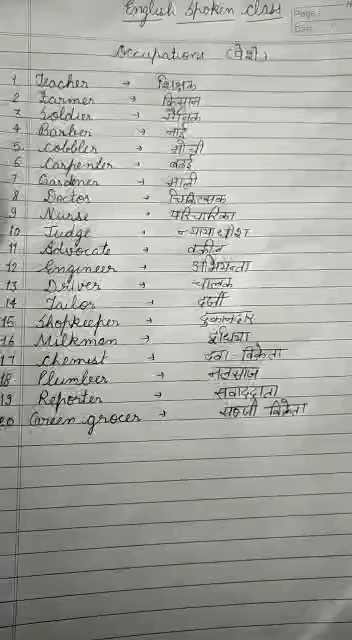 English Spoken Class
Page:
Date
Occupations (पेशे)
1 Teacher → शिक्षक
2 Farmer → किसान
3 Soldier → सैनिक
4 Barber → नाई
5 Cobbler → मोची
6 Carpenter → बढ़ई
7 Gardner → माली
8 Doctor → चिकित्सक
9 Nurse → परिचारिका
10 Judge → न्यायाधीश
11 Advocate → वकील
12 Engineer → अभियन्ता
13 Driver → चालक
14 Tailor → दर्जी
15 Shopkeeper → दुकानदार
16 Milkman → दूधिया
17 Chemist → दवा विक्रेता
18 Plumber → नलसाज
19 Reporter → संवाददाता
20 Green grocer → सब्जी विक्रेता